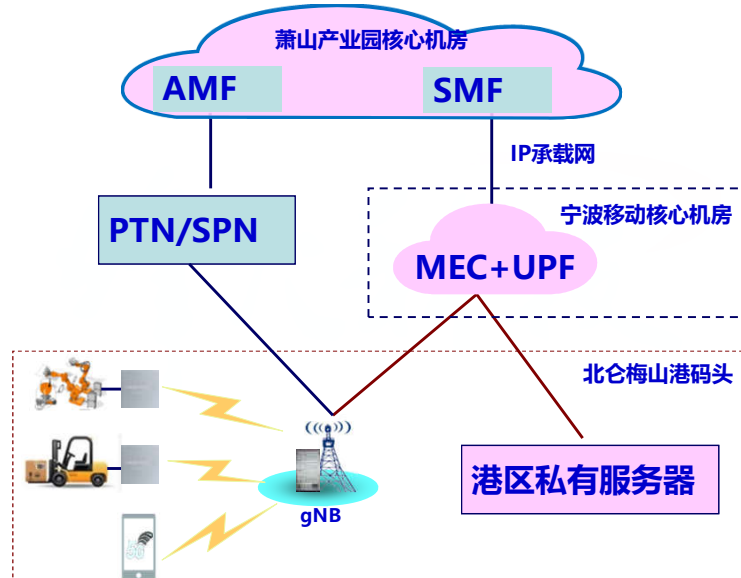 萧山产业园核心机房
AMF
SMF
IP承载网
宁波移动核心机房
PTN/SPN
MEC+UPF
北仑梅山港码头
港区私有服务器
gNB